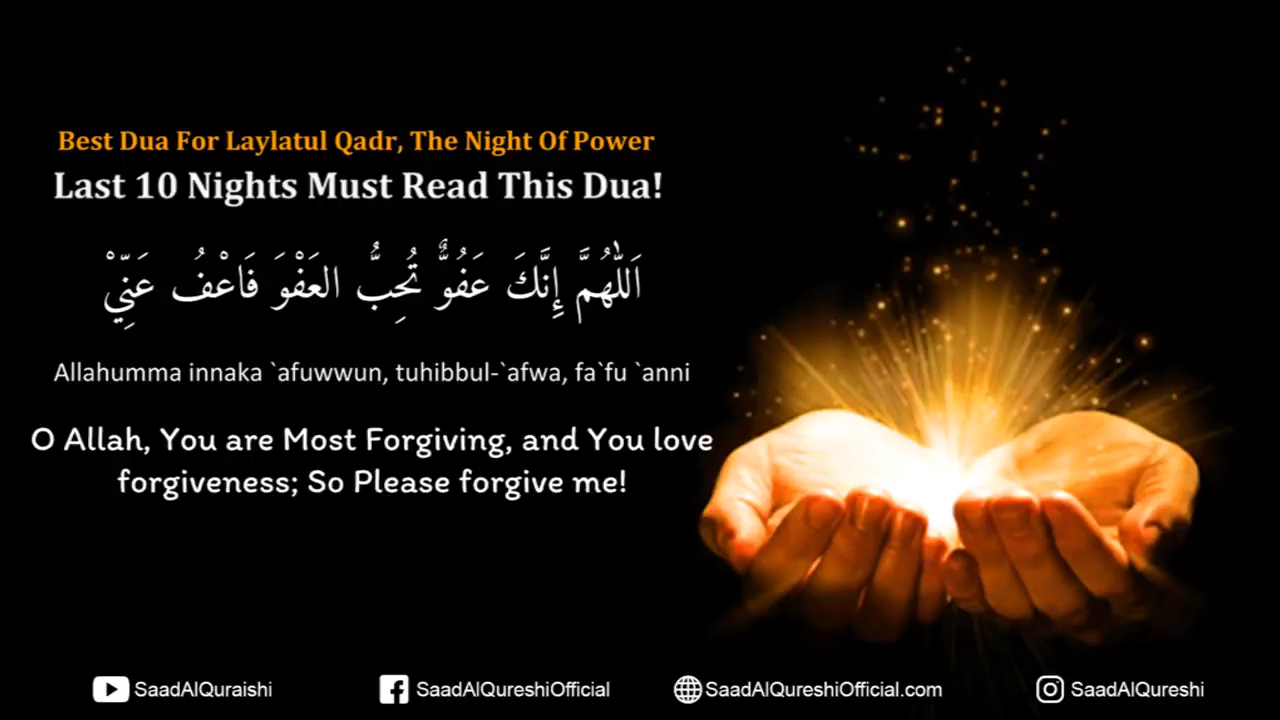 Best Dua For Laylatul Qadr, The Night Of Power
Last 10 Nights Must Read This Dua!
اَللّٰهُمَّ إِنَّكَ عَفُوٌّ تُحِبُّ العَفْوَ فَاعْفُ عَنِّيْ
Allahumma innaka `afuwwun, tuhibbul-`afwa, fa`fu `anni
O Allah, You are Most Forgiving, and You love
forgiveness; So Please forgive me!
SaadAlQuraishi SaadAlQureshiOfficial SaadAlQureshiOfficial.com SaadAlQureshi